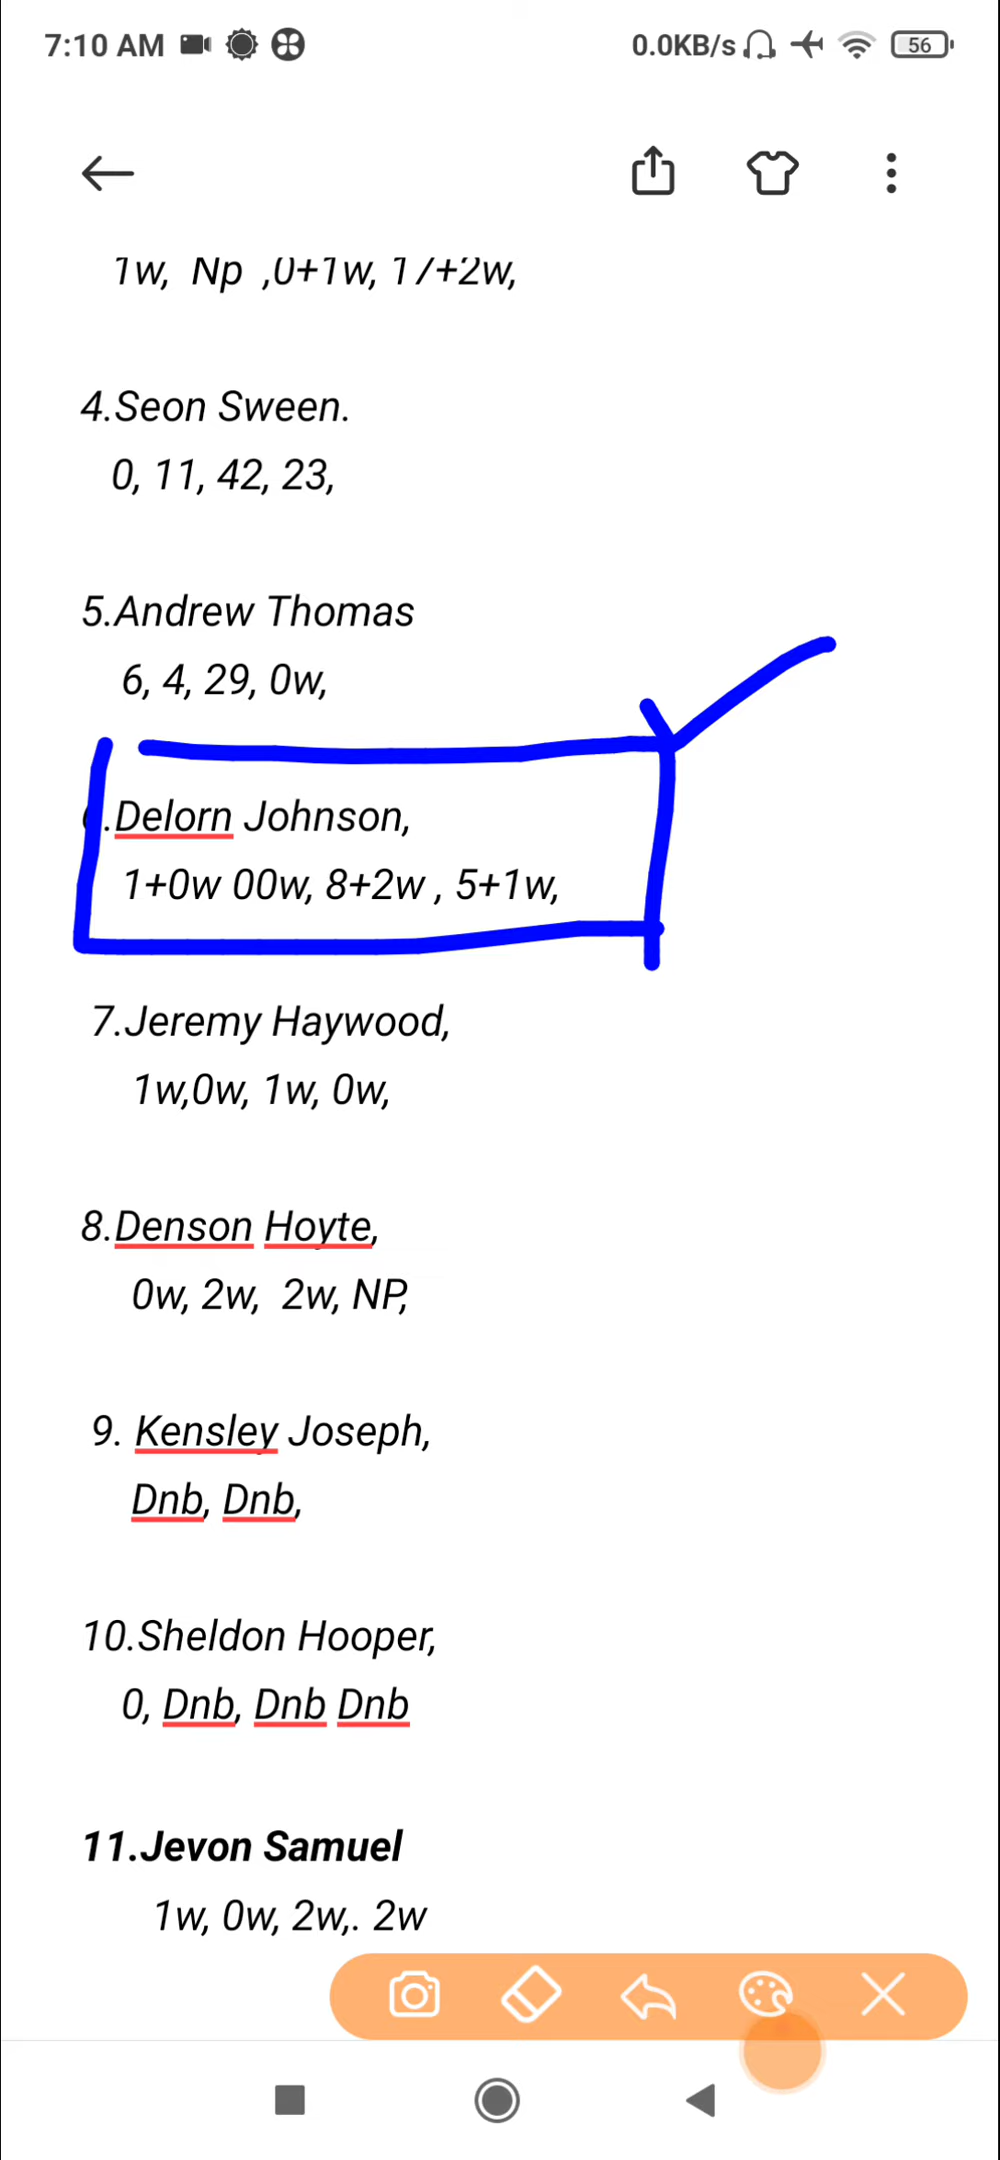 7:10 AM
0.0KB/s
56
1w, Np ,0+1w, 17+2w,
4.Seon Sween.
0, 11, 42, 23,
5.Andrew Thomas
6, 4, 29, 0w,
.Delorn Johnson,
1+0w 00w, 8+2w , 5+1w,
7.Jeremy Haywood,
1w,0w, 1w, 0w,
8.Denson Hoyte,
0w, 2w, 2w, NP,
9. Kensley Joseph,
Dnb, Dnb,
10.Sheldon Hooper,
0, Dnb, Dnb Dnb
11.Jevon Samuel
1w, 0w, 2w,. 2w